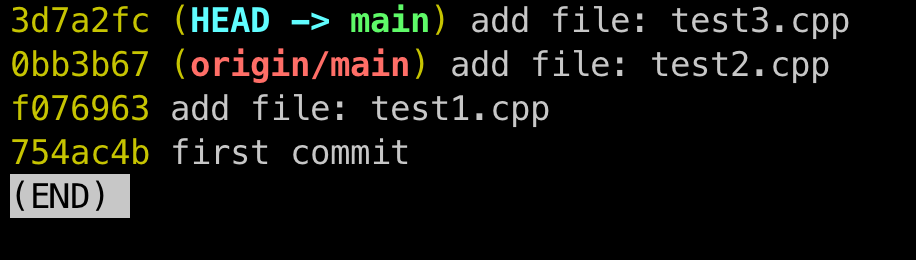 3d7a2fc (HEAD -> main) add file: test3.cpp
0bb3b67 (origin/main) add file: test2.cpp
f076963 add file: test1.cpp
754ac4b first commit
(END)